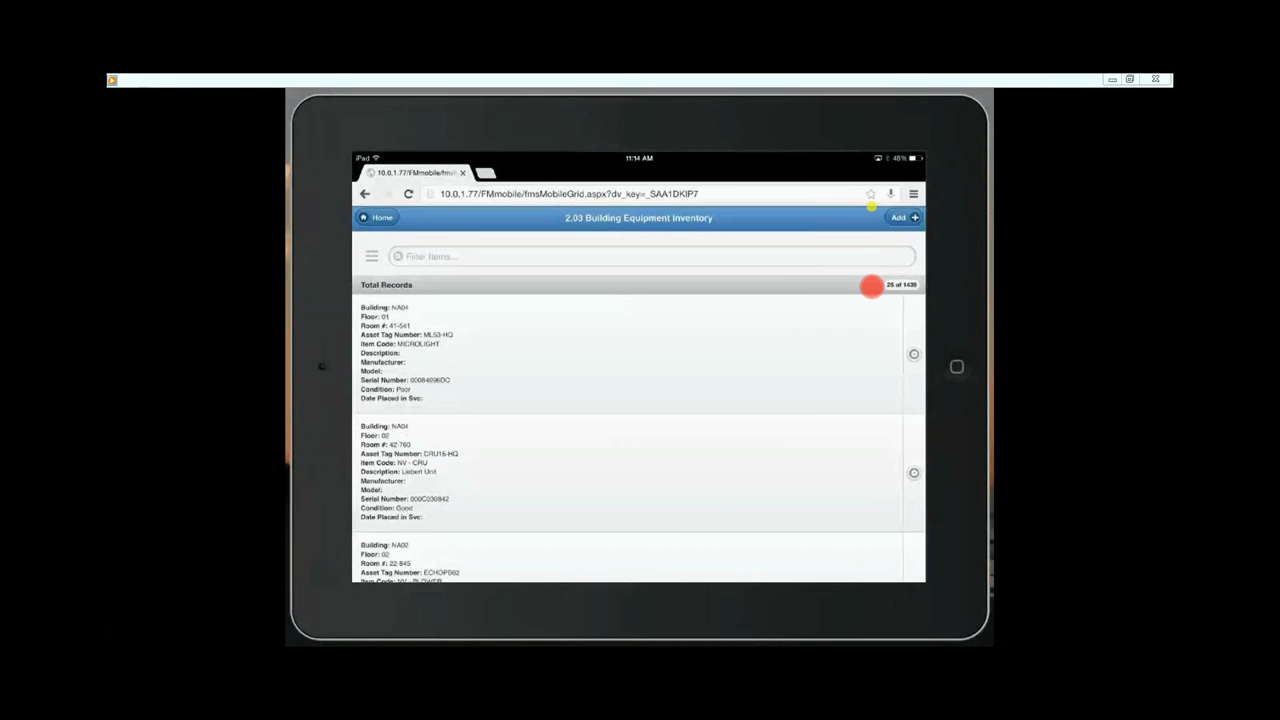 iPad 11:14 AM 48%
10.0.1.77/FMmobile/fms
10.0.1.77/FMmobile/fmsMobileGrid.aspx?dv_key=_SAA1DKIP7
Home 2.03 Building Equipment Inventory Add
Filter items...
Total Records 25 of 1438
Building: NA04
Floor: 01
Room #: 41-541
Asset Tag Number: ML53-HQ
Item Code: MICROLIGHT
Description:
Manufacturer:
Model:
Serial Number: 00084996DC
Condition: Poor
Date Placed in Svc:
Building: NA04
Floor: 02
Room #: 42-760
Asset Tag Number: CRU15-HQ
Item Code: NV - CRU
Description: Liebert Unit
Manufacturer:
Model:
Serial Number: 000C030842
Condition: Good
Date Placed in Svc:
Building: NA02
Floor: 02
Room #: 22-845
Asset Tag Number: ECHOPB62
Item Code: NV - BLOWER